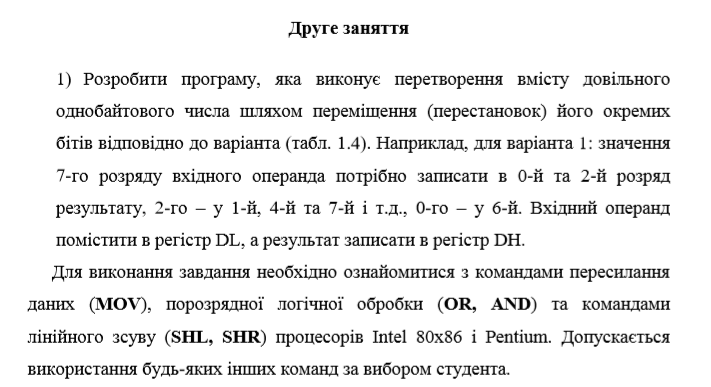 Друге заняття
1) Розробити програму, яка виконує перетворення вмісту довільного
однобайтового числа шляхом переміщення (перестановок) його окремих
бітів відповідно до варіанта (табл. 1.4). Наприклад, для варіанта 1: значення
7-го розряду вхідного операнда потрібно записати в 0-й та 2-й розряд
результату, 2-го – у 1-й, 4-й та 7-й і т.д., 0-го – у 6-й. Вхідний операнд
помістити в регістр DL, а результат записати в регістр DH.
Для виконання завдання необхідно ознайомитися з командами пересилання
даних (MOV), порозрядної логічної обробки (OR, AND) та командами
лінійного зсуву (SHL, SHR) процесорів Intel 80x86 і Pentium. Допускається
використання будь-яких інших команд за вибором студента.